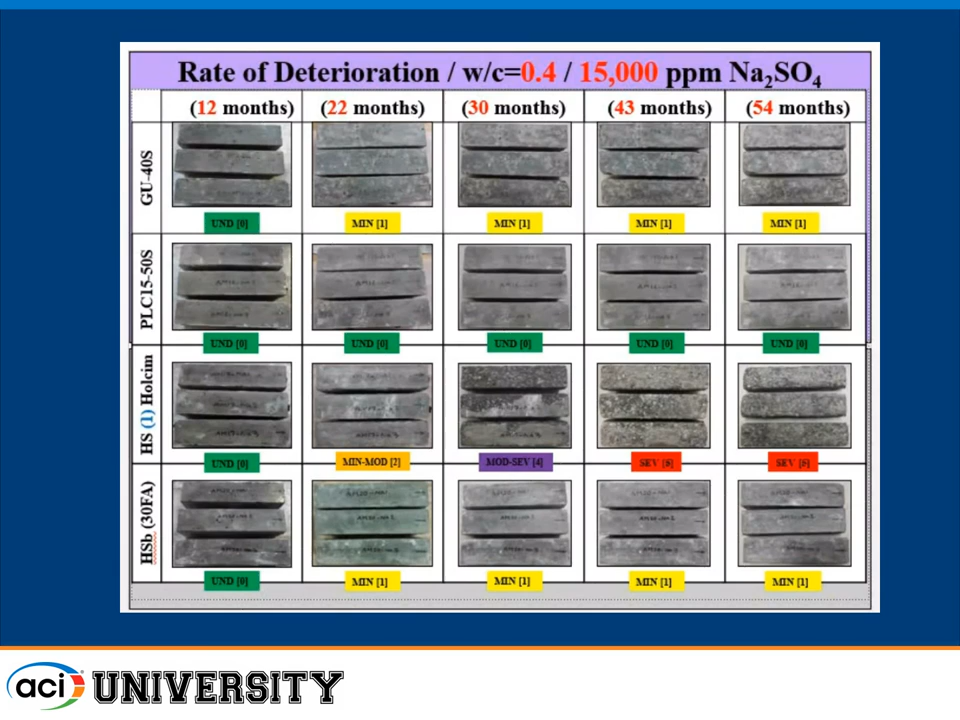 Rate of Deterioration / w/c=0.4 / 15,000 ppm Na₂SO₄
(12 months) (22 months) (30 months) (43 months) (54 months)
GU-40S
UND [0] MIN [1] MIN [1] MIN [1] MIN [1]
PLC15-50S
UND [0] UND [0] UND [0] UND [0] UND [0]
HS (1) Holcim
UND [0] MIN-MOD [2] MOD-SEV [4] SEV [6] SEV [6]
HSb (30FA)
UND [0] MIN [1] MIN [1] MIN [1] MIN [1]
aci UNIVERSITY